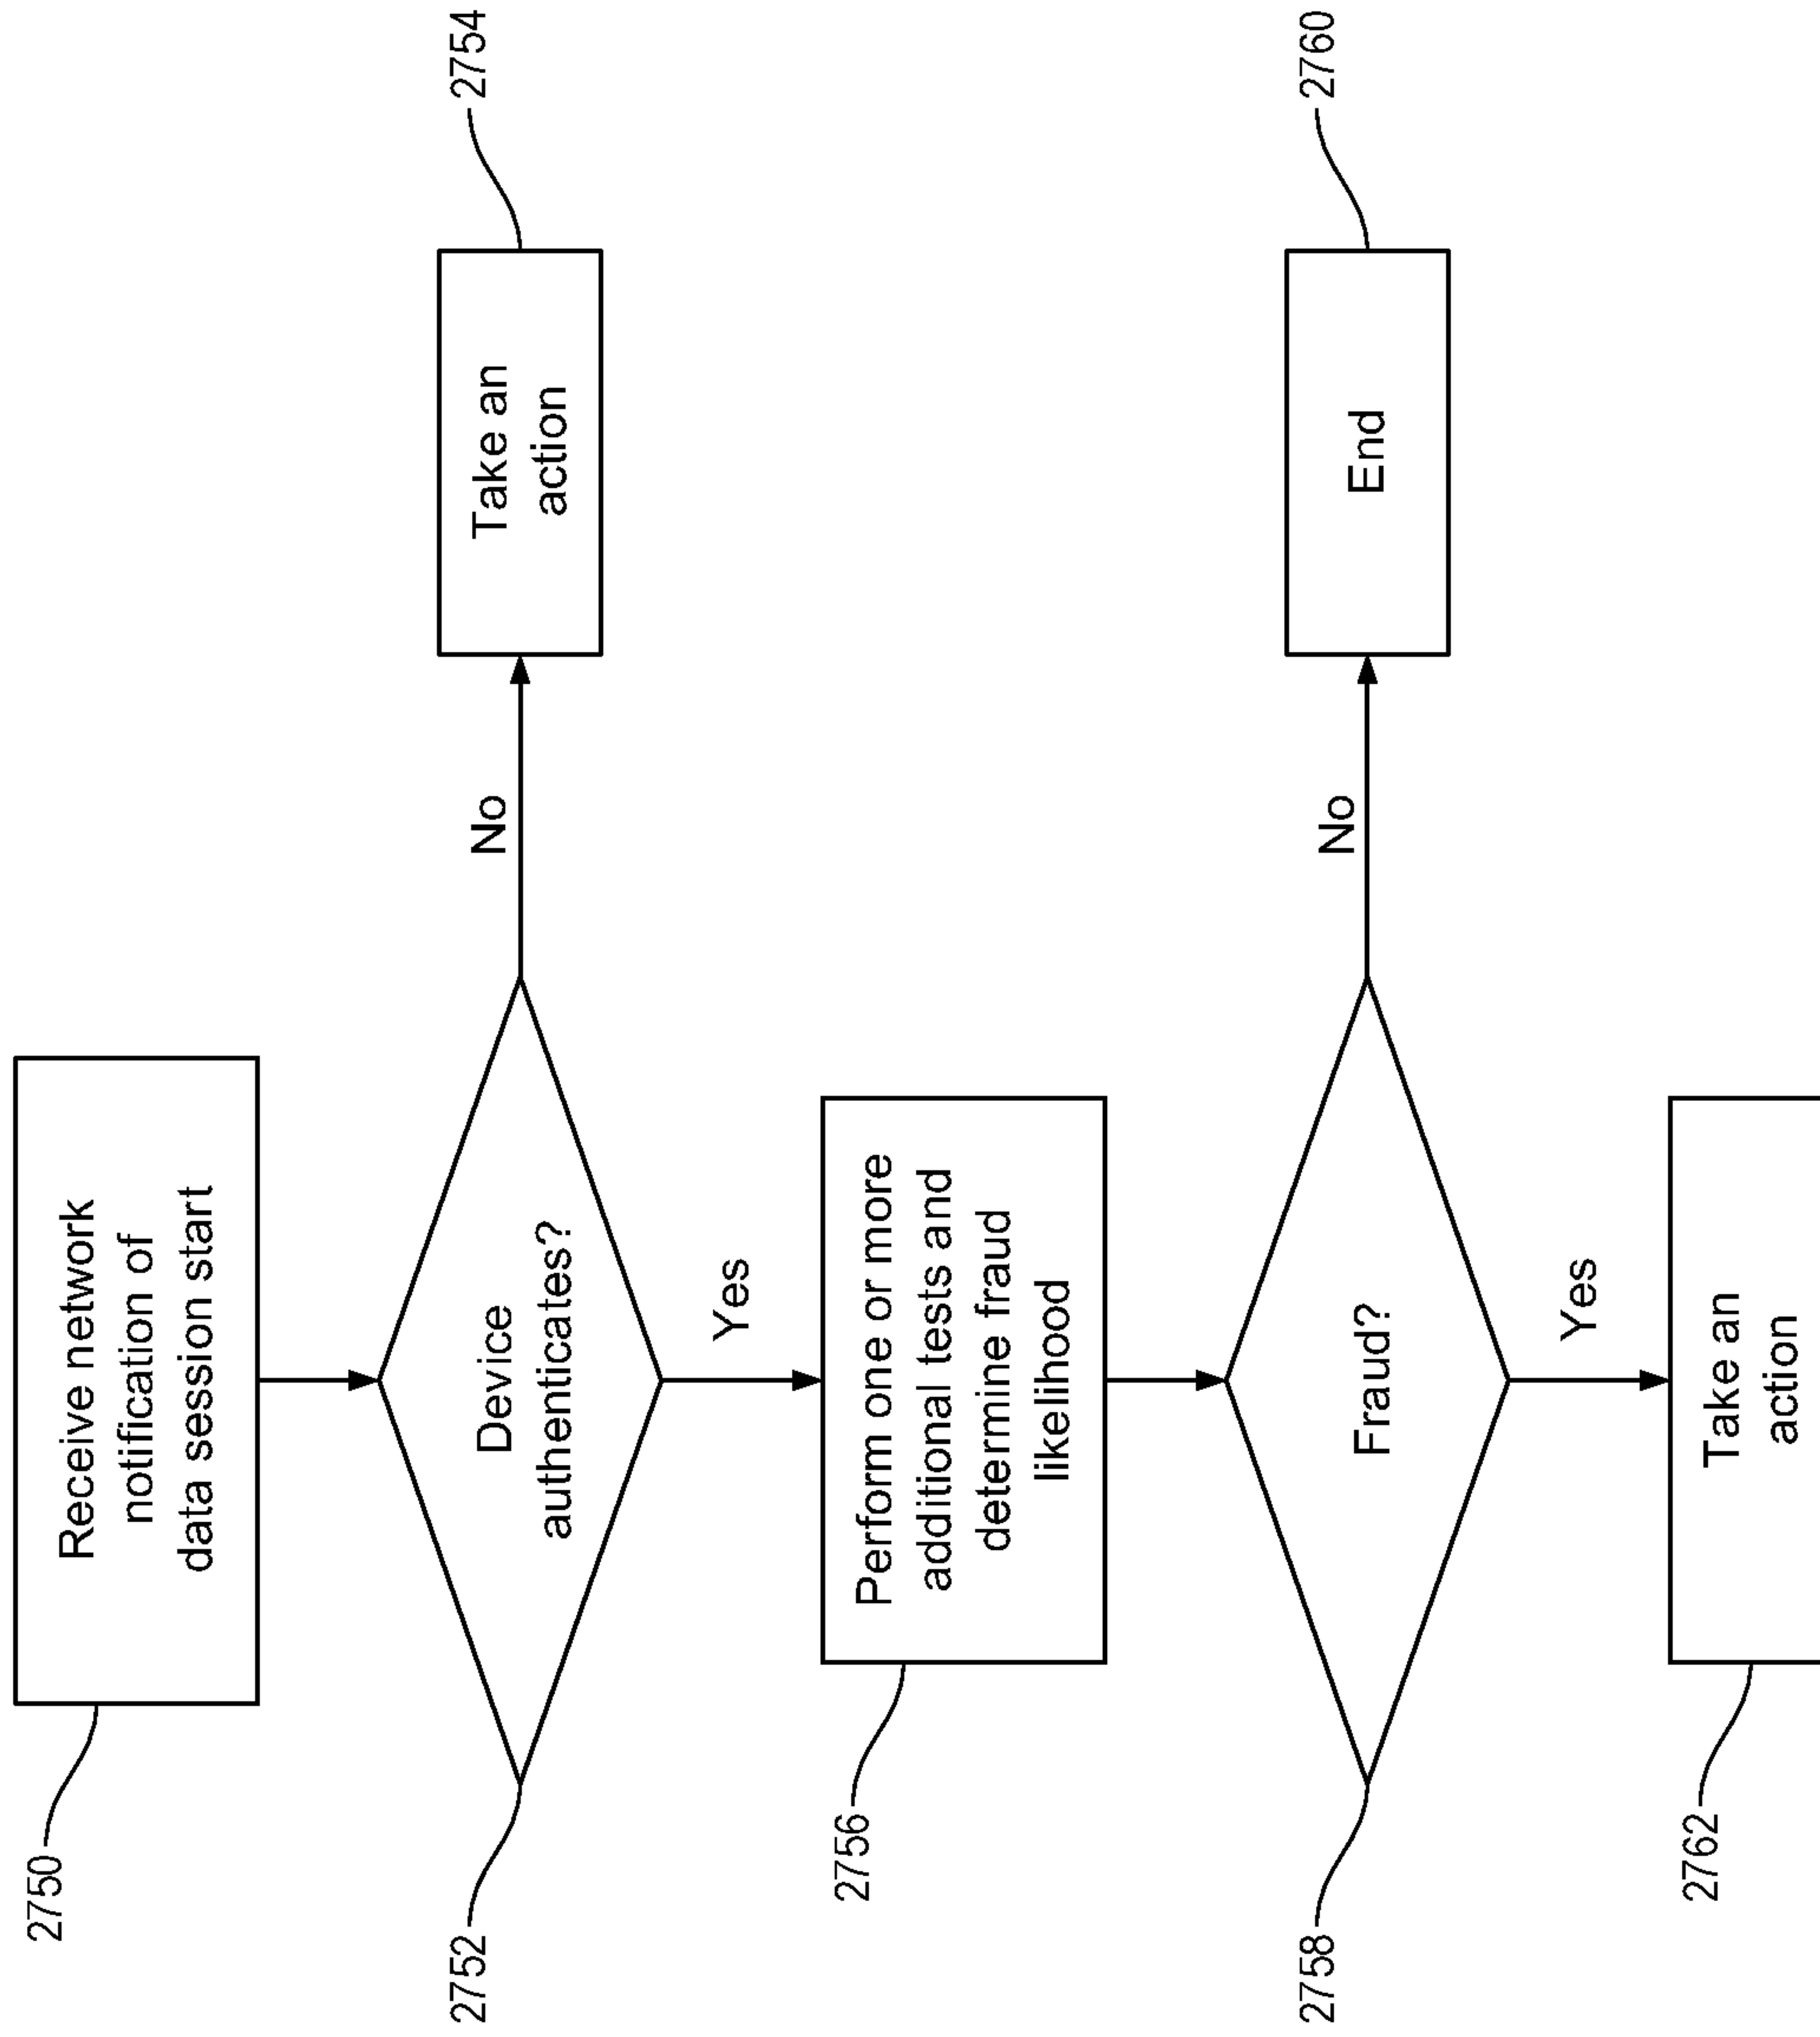 2750
Receive network
notification of
data session start
2752
Device
authenticates?
No
Take an
action
2754
Yes
2756
Perform one or more
additional tests and
determine fraud
likelihood
2758
Fraud?
No
End
2760
Yes
2762
Take an
action